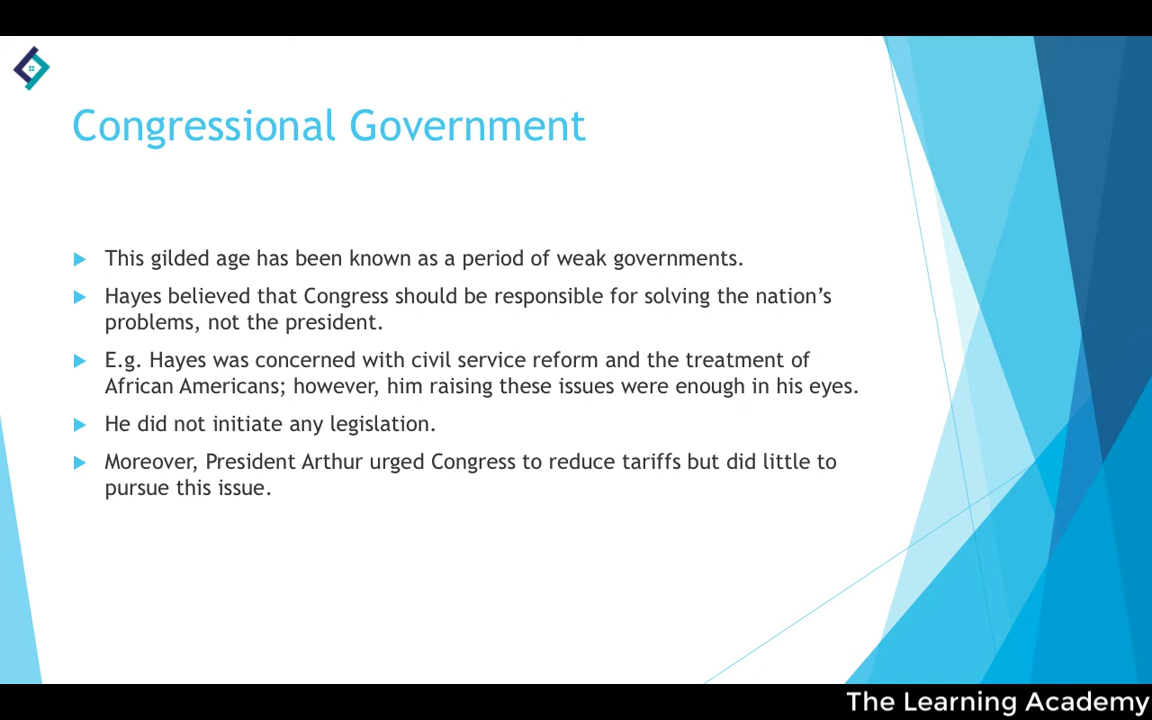 Congressional Government
This gilded age has been known as a period of weak governments.
Hayes believed that Congress should be responsible for solving the nation’s
problems, not the president.
E.g. Hayes was concerned with civil service reform and the treatment of
African Americans; however, him raising these issues were enough in his eyes.
He did not initiate any legislation.
Moreover, President Arthur urged Congress to reduce tariffs but did little to
pursue this issue.
The Learning Academy